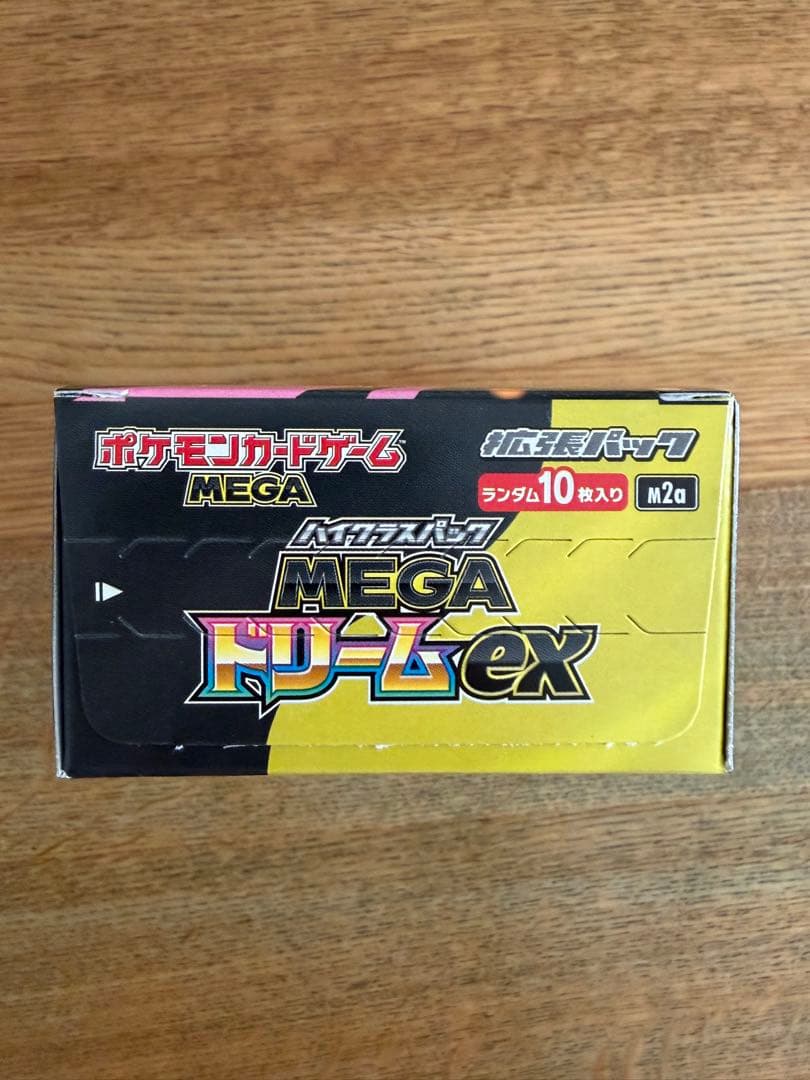 ポケモンカードゲーム™
MEGA
拡張パック
ランダム10枚入り
M2a
ハイクラスパック
MEGA
ドリームex